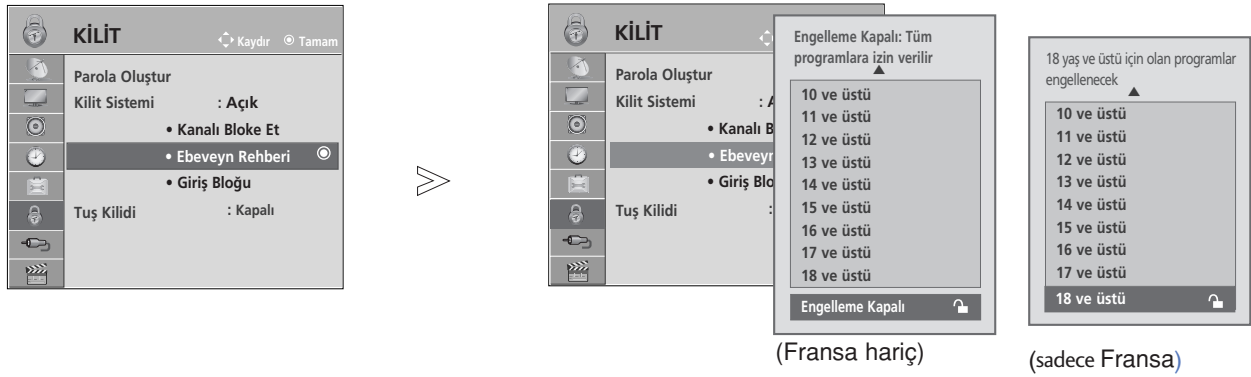 KİLİT
Kaydır Tamam
Parola Oluştur
Kilit Sistemi : Açık
• Kanalı Bloke Et
• Ebeveyn Rehberi
• Giriş Bloğu
Tuş Kilidi : Kapalı
KİLİT
Parola Oluştur
Kilit Sistemi : A
• Kanalı B
• Ebeveyn
• Giriş Blo
Tuş Kilidi :
Engelleme Kapalı: Tüm
programlara izin verilir
10 ve üstü
11 ve üstü
12 ve üstü
13 ve üstü
14 ve üstü
15 ve üstü
16 ve üstü
17 ve üstü
18 ve üstü
Engelleme Kapalı
(Fransa hariç)
18 yaş ve üstü için olan programlar
engellenecek
10 ve üstü
11 ve üstü
12 ve üstü
13 ve üstü
14 ve üstü
15 ve üstü
16 ve üstü
17 ve üstü
18 ve üstü
(sadece Fransa)